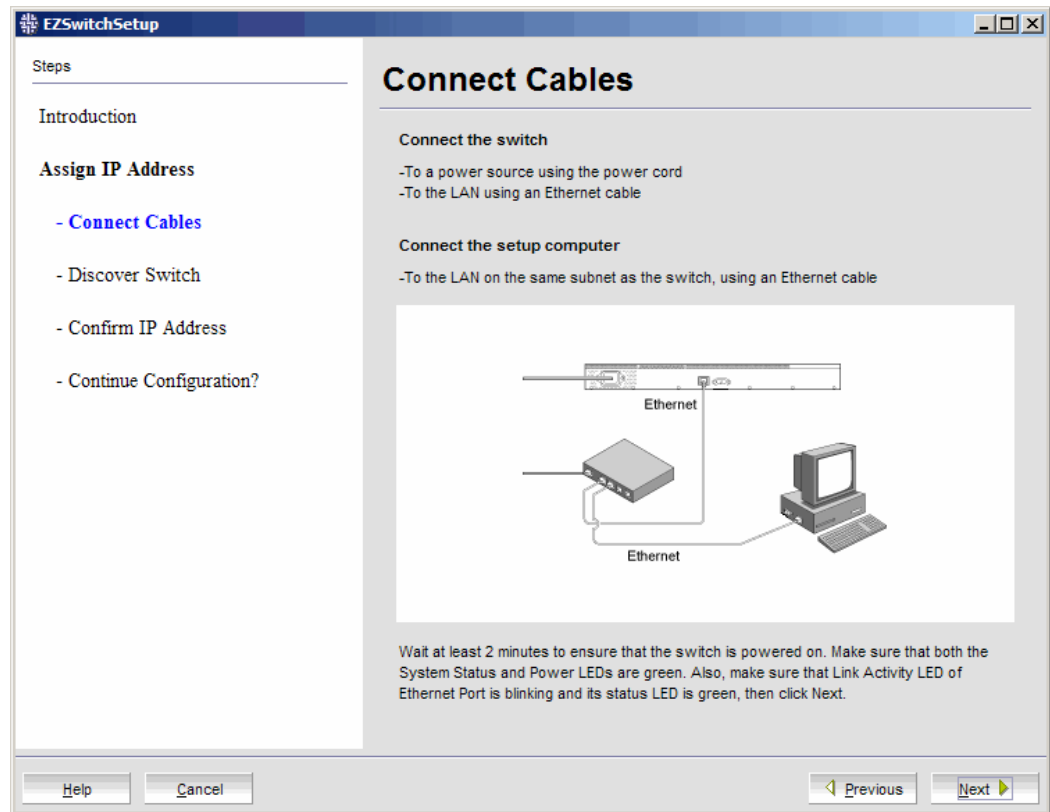 EZSwitchSetup
Steps
Introduction
Assign IP Address
- Connect Cables
- Discover Switch
- Confirm IP Address
- Continue Configuration?
Connect Cables
Connect the switch
-To a power source using the power cord
-To the LAN using an Ethernet cable
Connect the setup computer
-To the LAN on the same subnet as the switch, using an Ethernet cable
Ethernet
Ethernet
Wait at least 2 minutes to ensure that the switch is powered on. Make sure that both the
System Status and Power LEDs are green. Also, make sure that Link Activity LED of
Ethernet Port is blinking and its status LED is green, then click Next.
Help
Cancel
Previous
Next